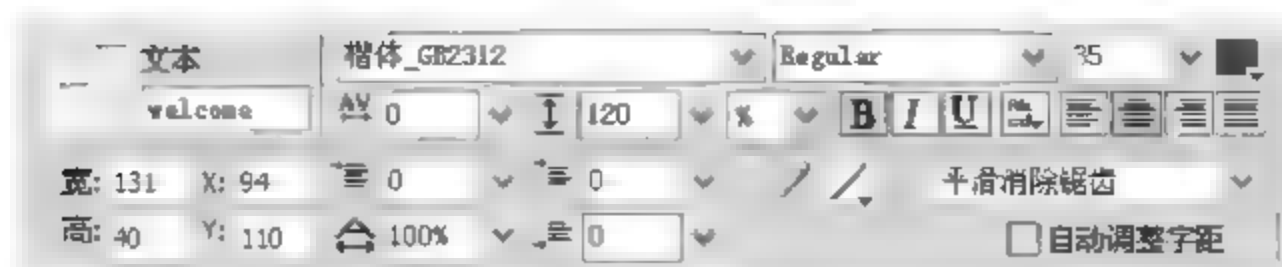 文本 楷体_GB2312 Regular 35
welcome AV 0 120 % B I U
宽: 131 X: 94 0 0 平滑消除锯齿
高: 40 Y: 110 100% 0 自动调整字距